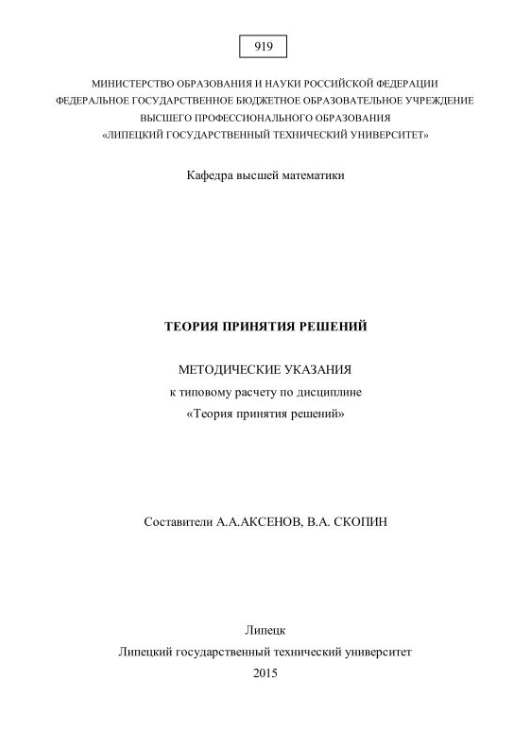 919
МИНИСТЕРСТВО ОБРАЗОВАНИЯ И НАУКИ РОССИЙСКОЙ ФЕДЕРАЦИИ
ФЕДЕРАЛЬНОЕ ГОСУДАРСТВЕННОЕ БЮДЖЕТНОЕ ОБРАЗОВАТЕЛЬНОЕ УЧРЕЖДЕНИЕ
ВЫСШЕГО ПРОФЕССИОНАЛЬНОГО ОБРАЗОВАНИЯ
«ЛИПЕЦКИЙ ГОСУДАРСТВЕННЫЙ ТЕХНИЧЕСКИЙ УНИВЕРСИТЕТ»
Кафедра высшей математики
ТЕОРИЯ ПРИНЯТИЯ РЕШЕНИЙ
МЕТОДИЧЕСКИЕ УКАЗАНИЯ
к типовому расчету по дисциплине
«Теория принятия решений»
Составители А.А.АКСЕНОВ, В.А. СКОПИН
Липецк
Липецкий государственный технический университет
2015